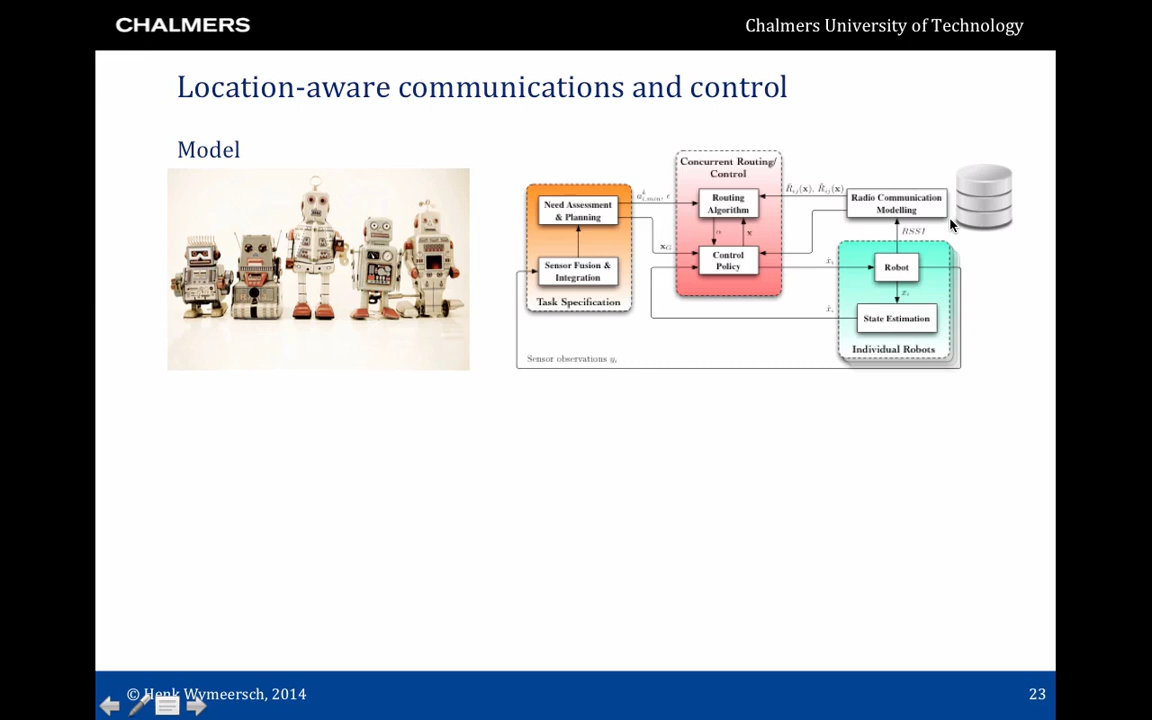 CHALMERS
Chalmers University of Technology
Location-aware communications and control
Model
Concurrent Routing/
Control
Need Assessment
& Planning
Routing
Algorithm
Radio Communication
Modelling
RSSI
Sensor Fusion &
Integration
Control
Policy
Robot
Task Specification
State Estimation
Individual Robots
Sensor observations yᵢ
© Henk Wymeersch, 2014
23